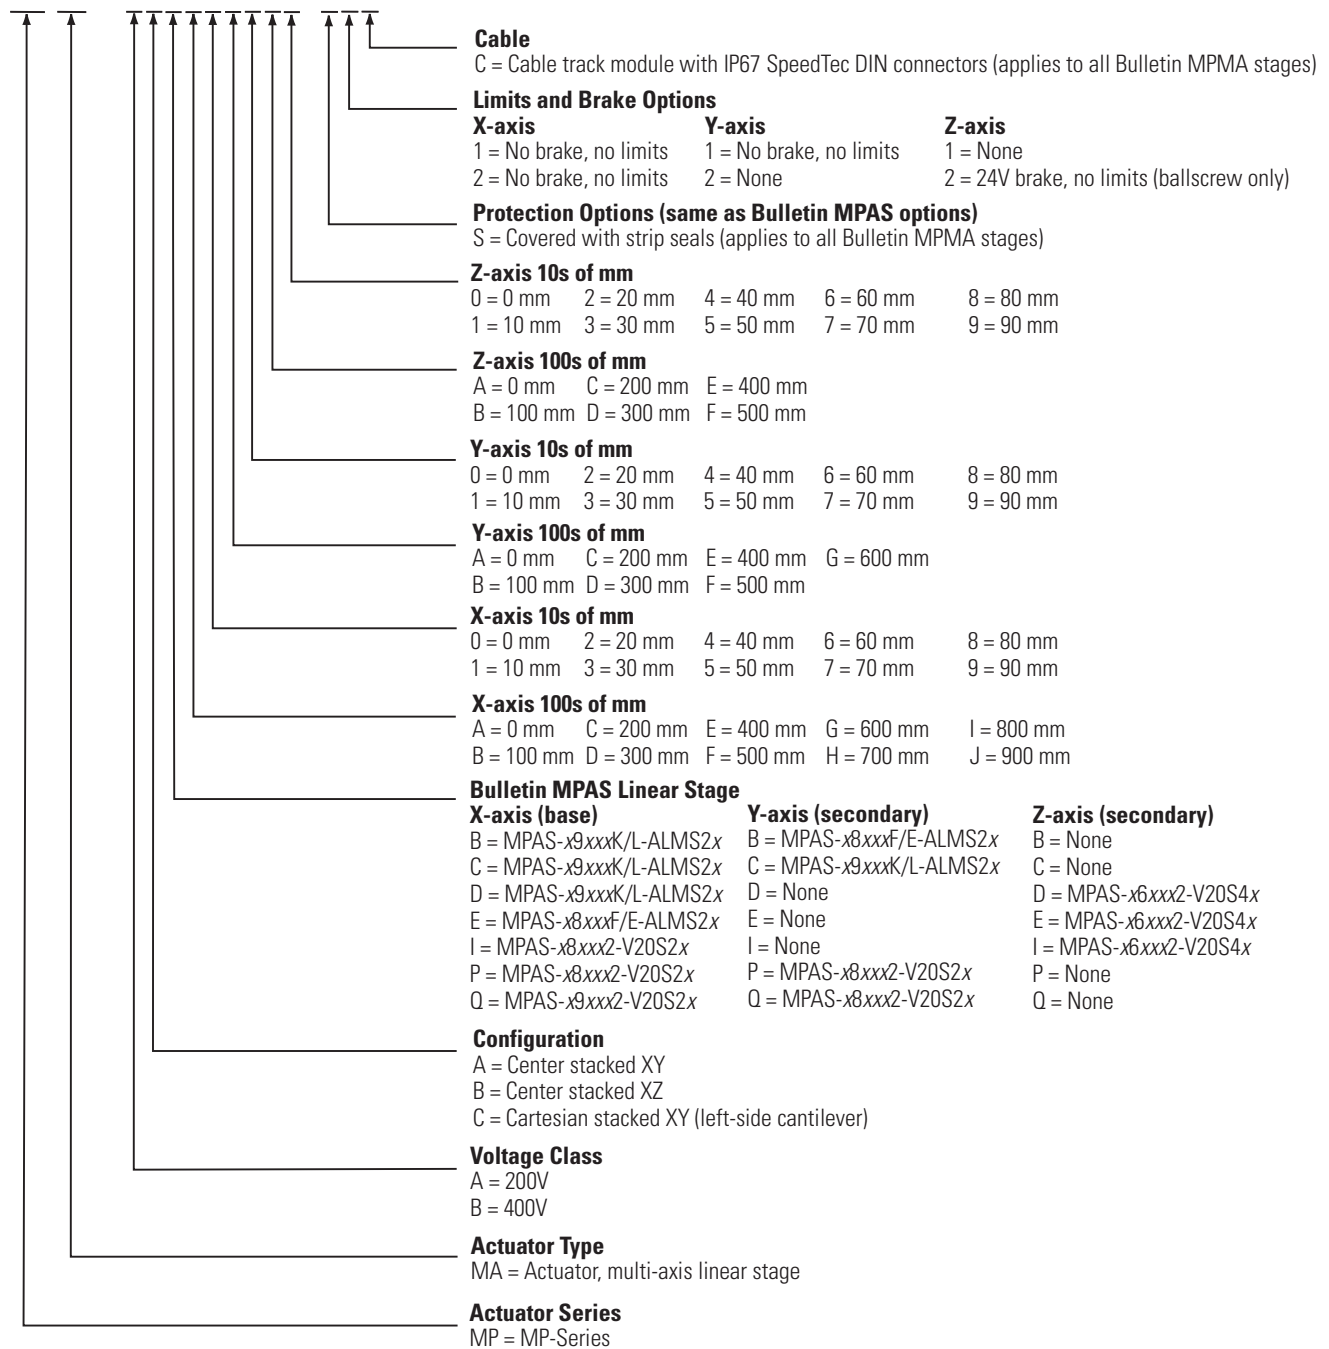 Cable
C = Cable track module with IP67 SpeedTec DIN connectors (applies to all Bulletin MPMA stages)
Limits and Brake Options
X-axis Y-axis Z-axis
1 = No brake, no limits 1 = No brake, no limits 1 = None
2 = No brake, no limits 2 = None 2 = 24V brake, no limits (ballscrew only)
Protection Options (same as Bulletin MPAS options)
S = Covered with strip seals (applies to all Bulletin MPMA stages)
Z-axis 10s of mm
0 = 0 mm 2 = 20 mm 4 = 40 mm 6 = 60 mm 8 = 80 mm
1 = 10 mm 3 = 30 mm 5 = 50 mm 7 = 70 mm 9 = 90 mm
Z-axis 100s of mm
A = 0 mm C = 200 mm E = 400 mm
B = 100 mm D = 300 mm F = 500 mm
Y-axis 10s of mm
0 = 0 mm 2 = 20 mm 4 = 40 mm 6 = 60 mm 8 = 80 mm
1 = 10 mm 3 = 30 mm 5 = 50 mm 7 = 70 mm 9 = 90 mm
Y-axis 100s of mm
A = 0 mm C = 200 mm E = 400 mm G = 600 mm
B = 100 mm D = 300 mm F = 500 mm
X-axis 10s of mm
0 = 0 mm 2 = 20 mm 4 = 40 mm 6 = 60 mm 8 = 80 mm
1 = 10 mm 3 = 30 mm 5 = 50 mm 7 = 70 mm 9 = 90 mm
X-axis 100s of mm
A = 0 mm C = 200 mm E = 400 mm G = 600 mm I = 800 mm
B = 100 mm D = 300 mm F = 500 mm H = 700 mm J = 900 mm
Bulletin MPAS Linear Stage
X-axis (base) Y-axis (secondary) Z-axis (secondary)
B = MPAS-x9xxxK/L-ALMS2x B = MPAS-x8xxxF/E-ALMS2x B = None
C = MPAS-x9xxxK/L-ALMS2x C = MPAS-x9xxxK/L-ALMS2x C = None
D = MPAS-x9xxxK/L-ALMS2x D = None D = MPAS-x6xxx2-V20S4x
E = MPAS-x8xxxF/E-ALMS2x E = None E = MPAS-x6xxx2-V20S4x
I = MPAS-x8xxx2-V20S2x I = None I = MPAS-x6xxx2-V20S4x
P = MPAS-x8xxx2-V20S2x P = MPAS-x8xxx2-V20S2x P = None
Q = MPAS-x9xxx2-V20S2x Q = MPAS-x8xxx2-V20S2x Q = None
Configuration
A = Center stacked XY
B = Center stacked XZ
C = Cartesian stacked XY (left-side cantilever)
Voltage Class
A = 200V
B = 400V
Actuator Type
MA = Actuator, multi-axis linear stage
Actuator Series
MP = MP-Series